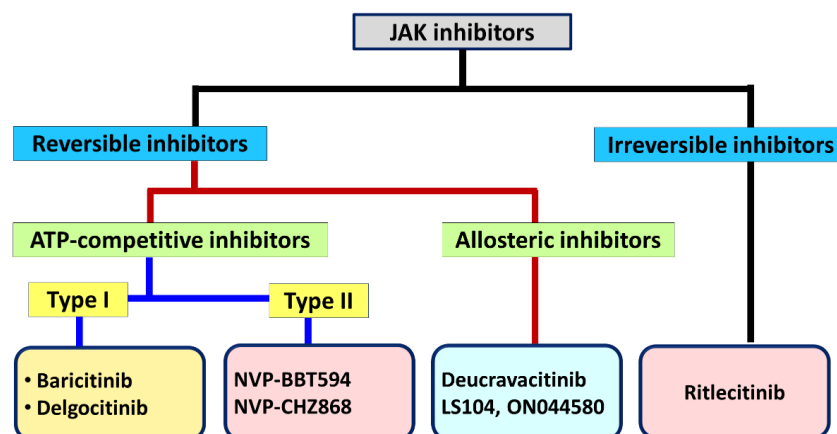 JAK inhibitors
Reversible inhibitors
Irreversible inhibitors
ATP-competitive inhibitors
Allosteric inhibitors
Type I
Type II
• Baricitinib
• Delgocitinib
NVP-BBT594
NVP-CHZ868
Deucravacitinib
LS104, ON044580
Ritlecitinib